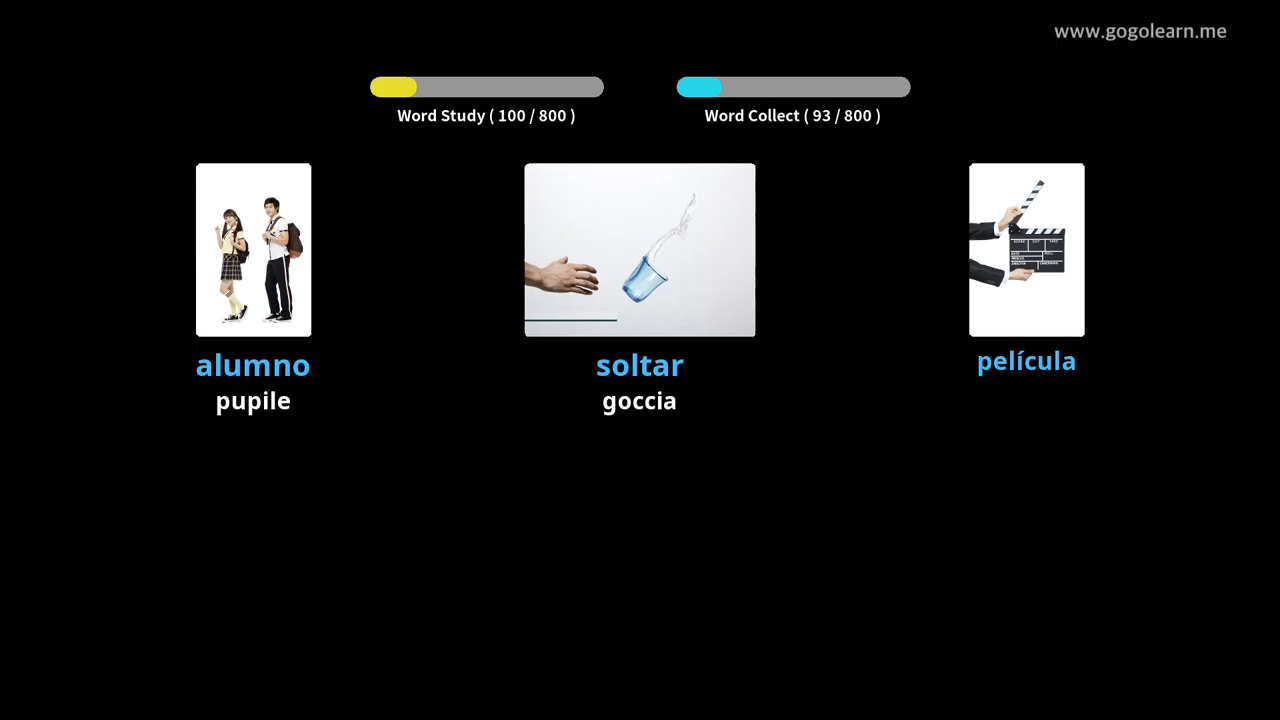 www.gogolearn.me
Word Study ( 100 / 800 )
Word Collect ( 93 / 800 )
alumno
pupile
soltar
goccia
película